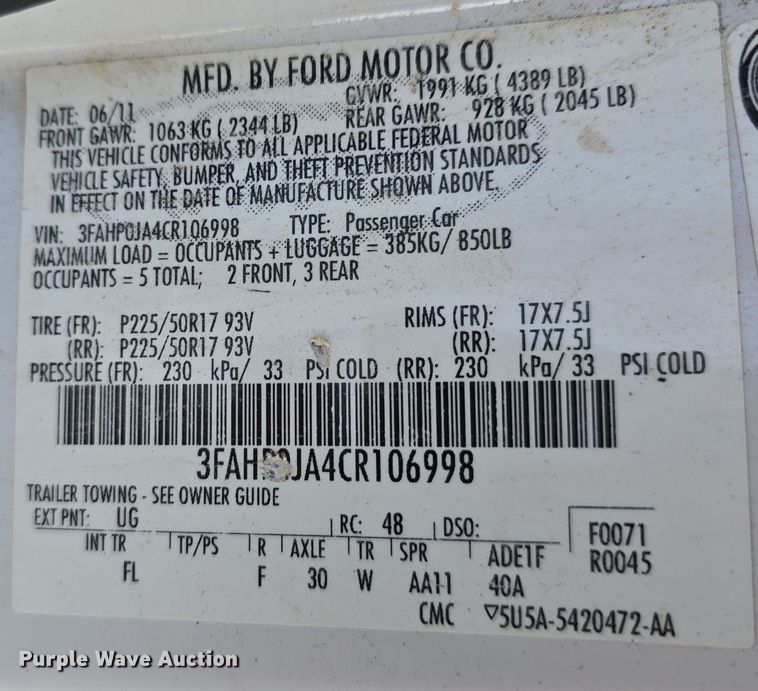 MFD. BY FORD MOTOR CO.
DATE: 06/11 GVWR: 1991 KG ( 4389 LB)
FRONT GAWR: 1063 KG ( 2344 LB) REAR GAWR: 928 KG ( 2045 LB)
THIS VEHICLE CONFORMS TO ALL APPLICABLE FEDERAL MOTOR
VEHICLE SAFETY, BUMPER, AND THEFT PREVENTION STANDARDS
IN EFFECT ON THE DATE OF MANUFACTURE SHOWN ABOVE.
VIN: 3FAHP0JA4CR106998 TYPE: Passenger Car
MAXIMUM LOAD = OCCUPANTS + LUGGAGE = 385KG/ 850LB
OCCUPANTS = 5 TOTAL; 2 FRONT, 3 REAR
TIRE (FR): P225/50R17 93V RIMS (FR): 17X7.5J
(RR): P225/50R17 93V (RR): 17X7.5J
PRESSURE (FR): 230 kPa/ 33 PSI COLD (RR): 230 kPa/ 33 PSI COLD
3FAHP0JA4CR106998
TRAILER TOWING - SEE OWNER GUIDE
EXT PNT: UG RC: 48 DSO: F0071
INT TR TP/PS R AXLE TR SPR ADE1F R0045
FL F 30 W AA11 40A
CMC ▽5U5A-5420472-AA
Purple Wave Auction